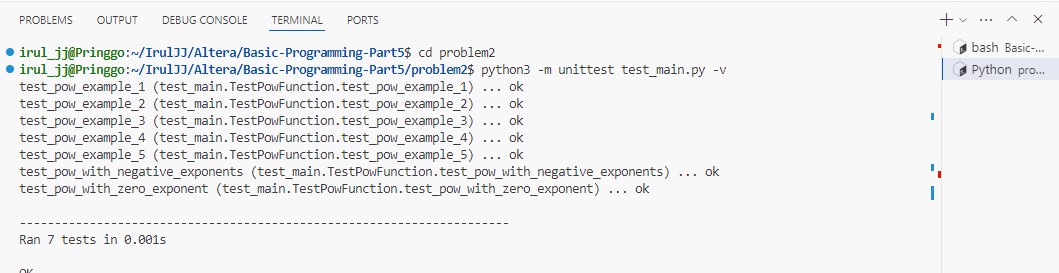 PROBLEMS OUTPUT DEBUG CONSOLE TERMINAL PORTS
irul_jj@Pringgo:~/IrulJJ/Altera/Basic-Programming-Part5$ cd problem2
irul_jj@Pringgo:~/IrulJJ/Altera/Basic-Programming-Part5/problem2$ python3 -m unittest test_main.py -v
test_pow_example_1 (test_main.TestPowFunction.test_pow_example_1) ... ok
test_pow_example_2 (test_main.TestPowFunction.test_pow_example_2) ... ok
test_pow_example_3 (test_main.TestPowFunction.test_pow_example_3) ... ok
test_pow_example_4 (test_main.TestPowFunction.test_pow_example_4) ... ok
test_pow_example_5 (test_main.TestPowFunction.test_pow_example_5) ... ok
test_pow_with_negative_exponents (test_main.TestPowFunction.test_pow_with_negative_exponents) ... ok
test_pow_with_zero_exponent (test_main.TestPowFunction.test_pow_with_zero_exponent) ... ok
----------------------------------------------------------------------
Ran 7 tests in 0.001s
OK
bash Basic-...
Python pro...